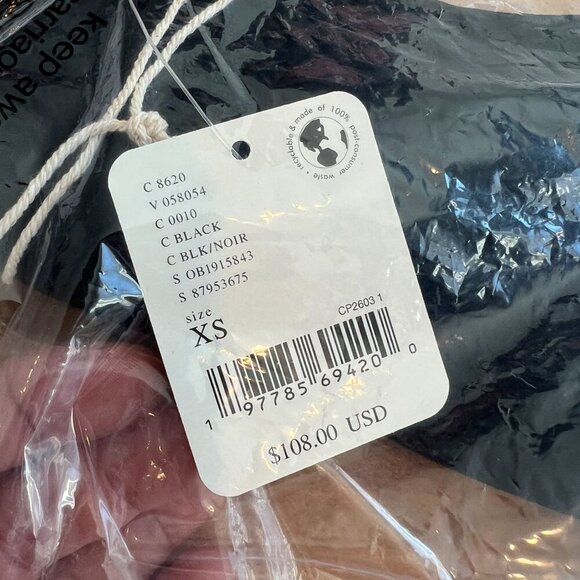 keep aw
recyclable & made of 100% post-consumer waste •
C 8620
V 058054
C 0010
C BLACK
C BLK/NOIR
S OB1915843
S 87953675
size
XS
CP2603 1
1 97785 69420 0
$108.00 USD